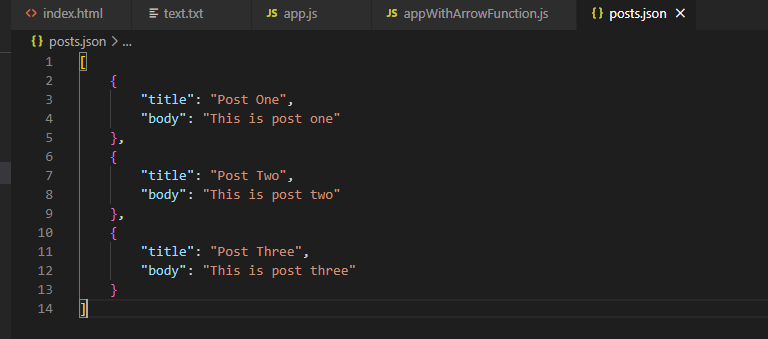 index.html text.txt JS app.js JS appWithArrowFunction.js {} posts.json ×
{} posts.json > ...
1 [
2 {
3 "title": "Post One",
4 "body": "This is post one"
5 },
6 {
7 "title": "Post Two",
8 "body": "This is post two"
9 },
10 {
11 "title": "Post Three",
12 "body": "This is post three"
13 }
14 ]